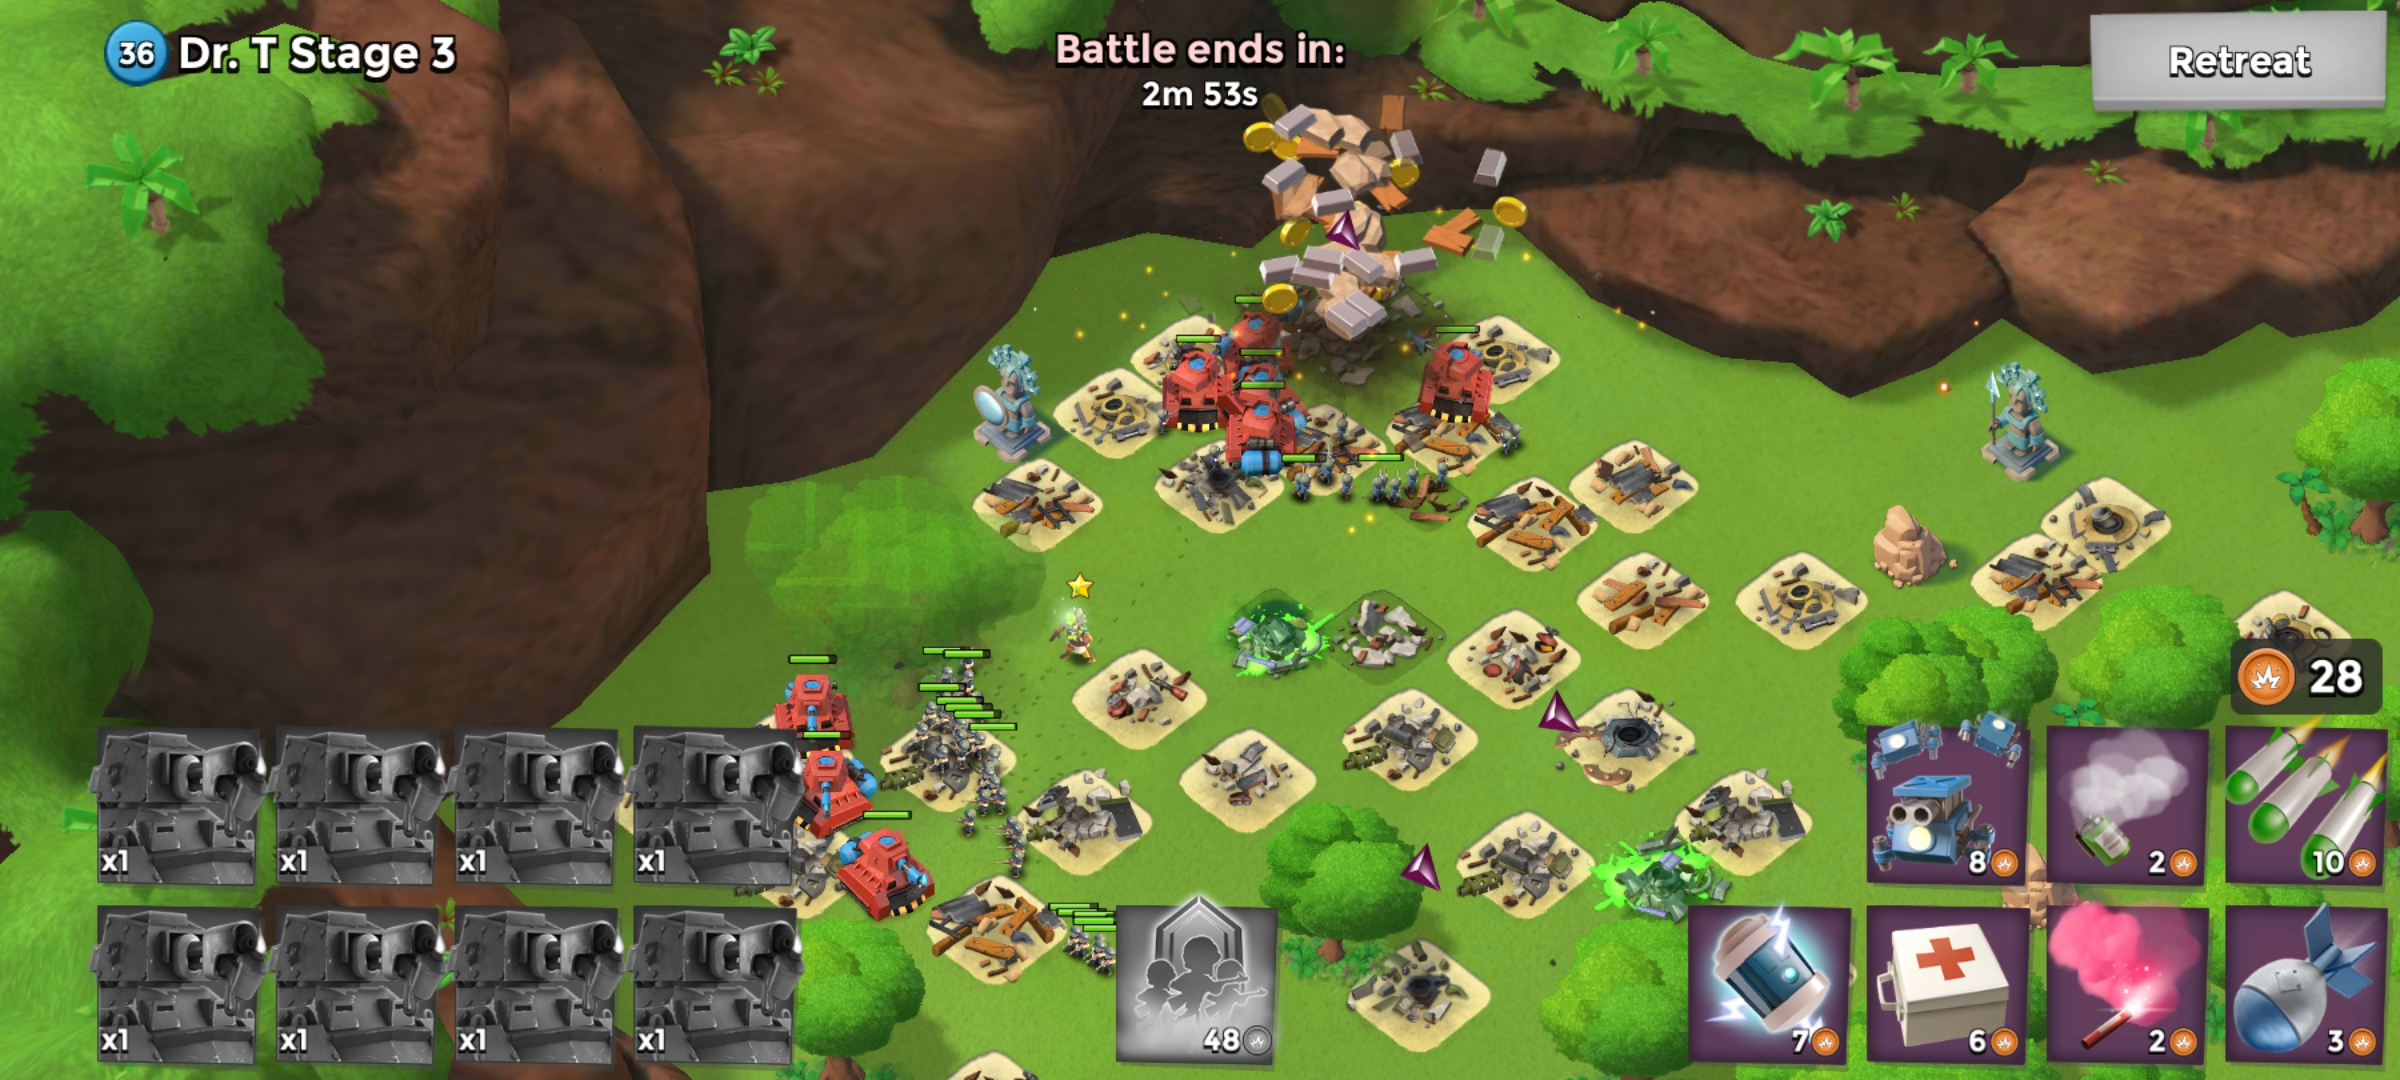 36 Dr. T Stage 3
Battle ends in:
2m 53s
Retreat
28
x1 x1 x1 x1
8 2 10
x1 x1 x1 x1
48
7 6 2 3